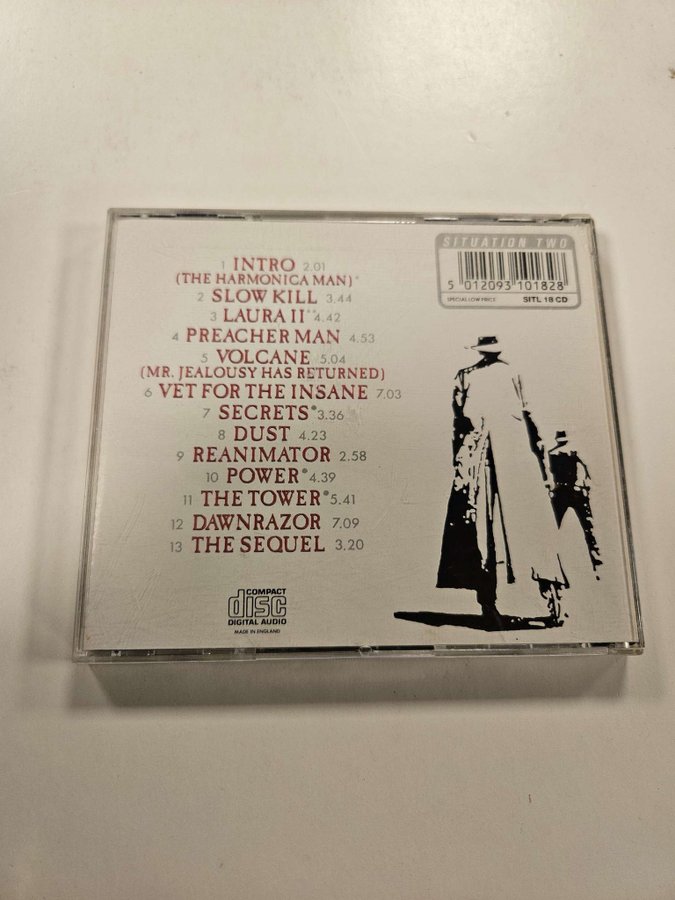 1 INTRO 2.01
(THE HARMONICA MAN)*
2 SLOW KILL 3.44
3 LAURA II** 4.42
4 PREACHER MAN 4.53
5 VOLCANE 5.04
(MR. JEALOUSY HAS RETURNED)
6 VET FOR THE INSANE 7.03
7 SECRETS* 3.36
8 DUST 4.23
9 REANIMATOR 2.58
10 POWER* 4.39
11 THE TOWER* 5.41
12 DAWNRAZOR 7.09
13 THE SEQUEL 3.20
COMPACT
disc
DIGITAL AUDIO
MADE IN ENGLAND
SITUATION TWO
5 012093 101828
SPECIAL LOW PRICE SITL 18 CD